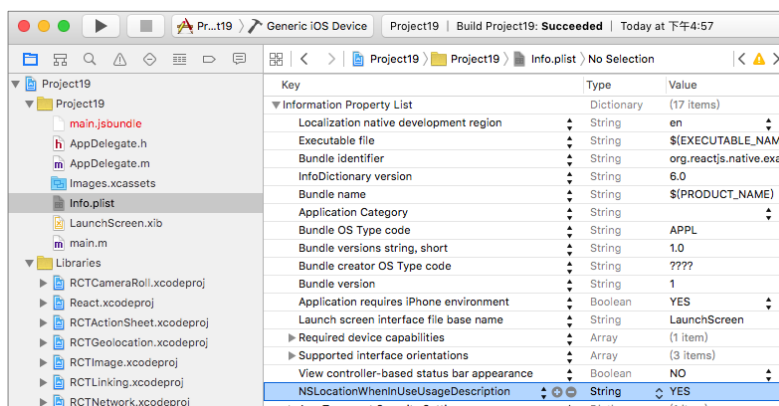 Pr...t19 Generic iOS Device Project19 | Build Project19: Succeeded | Today at 下午4:57
Project19 Project19 Info.plist No Selection
Project19
Project19
main.jsbundle
AppDelegate.h
AppDelegate.m
Images.xcassets
Info.plist
LaunchScreen.xib
main.m
Libraries
RCTCameraRoll.xcodeproj
React.xcodeproj
RCTActionSheet.xcodeproj
RCTGeolocation.xcodeproj
RCTImage.xcodeproj
RCTLinking.xcodeproj
RCTNetwork.xcodeproj
Key Type Value
Information Property List Dictionary (17 items)
Localization native development region String en
Executable file String $(EXECUTABLE_NAM
Bundle identifier String org.reactjs.native.exa
InfoDictionary version String 6.0
Bundle name String $(PRODUCT_NAME)
Application Category String
Bundle OS Type code String APPL
Bundle versions string, short String 1.0
Bundle creator OS Type code String ????
Bundle version String 1
Application requires iPhone environment Boolean YES
Launch screen interface file base name String LaunchScreen
Required device capabilities Array (1 item)
Supported interface orientations Array (3 items)
View controller-based status bar appearance Boolean NO
NSLocationWhenInUseUsageDescription String YES